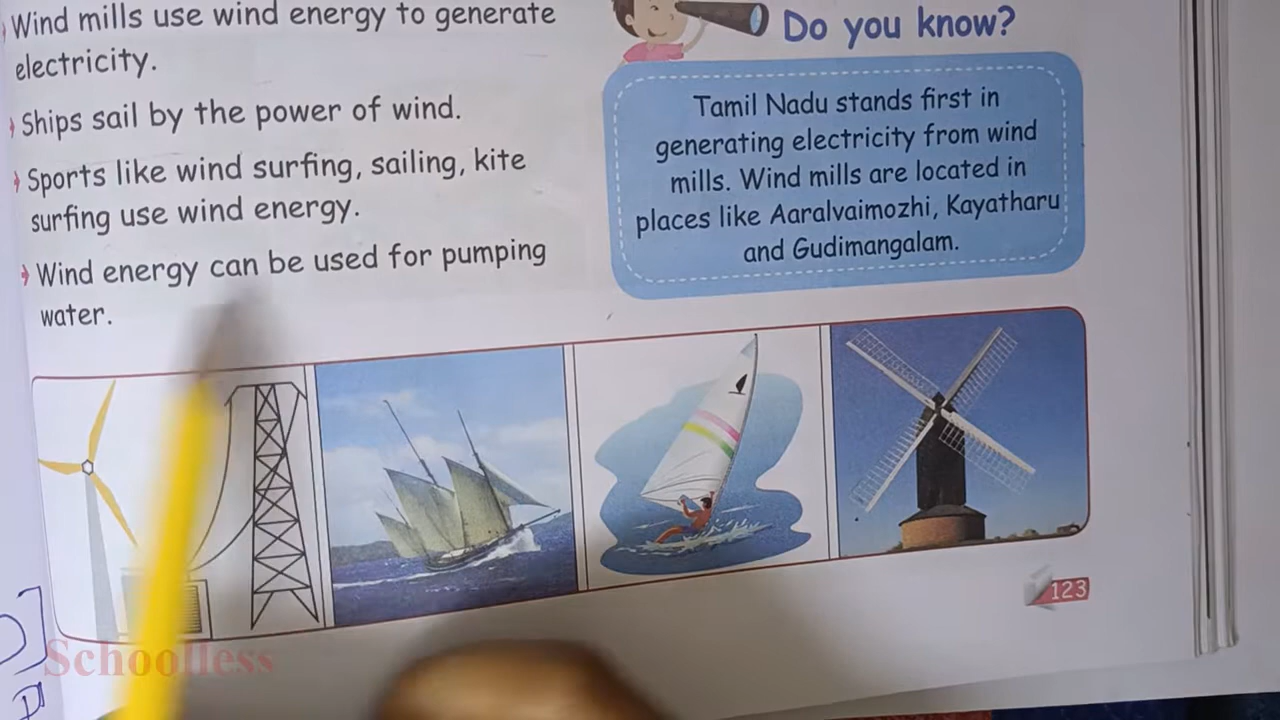 Wind mills use wind energy to generate
electricity.
Ships sail by the power of wind.
Sports like wind surfing, sailing, kite
surfing use wind energy.
Wind energy can be used for pumping
water.
Do you know?
Tamil Nadu stands first in
generating electricity from wind
mills. Wind mills are located in
places like Aaralvaimozhi, Kayatharu
and Gudimangalam.
123
Schoolless